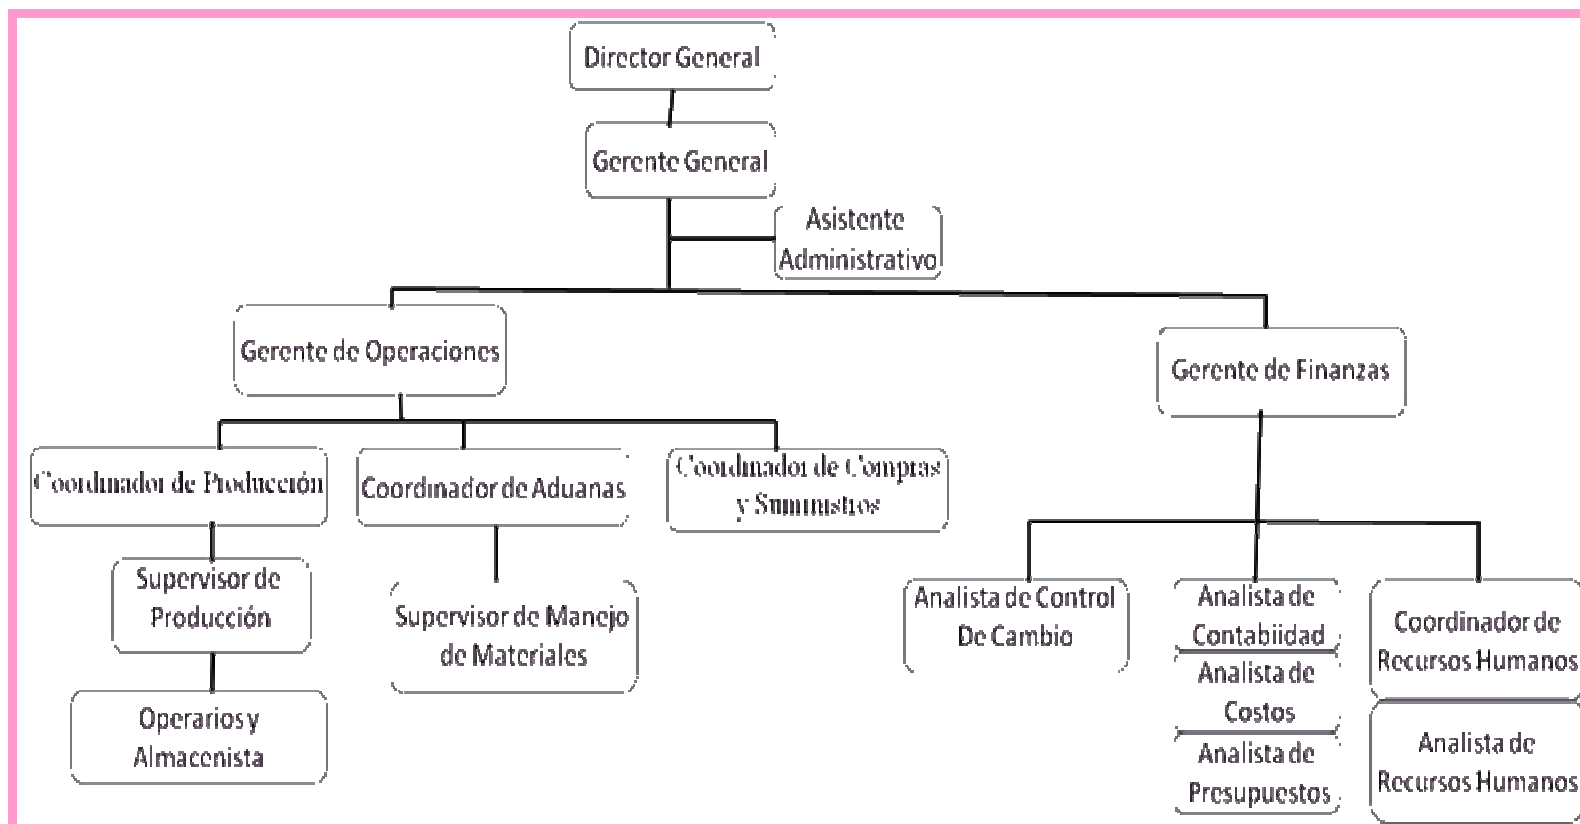 Director General
Gerente General
Asistente
Administrativo
Gerente de Operaciones
Gerente de Finanzas
Coordinador de Producción
Coordinador de Aduanas
Coordinador de Compras
y Suministros
Supervisor de
Producción
Supervisor de Manejo
de Materiales
Operarios y
Almacenista
Analista de Control
De Cambio
Analista de
Contabiidad
Analista de
Costos
Analista de
Presupuestos
Coordinador de
Recursos Humanos
Analista de
Recursos Humanos